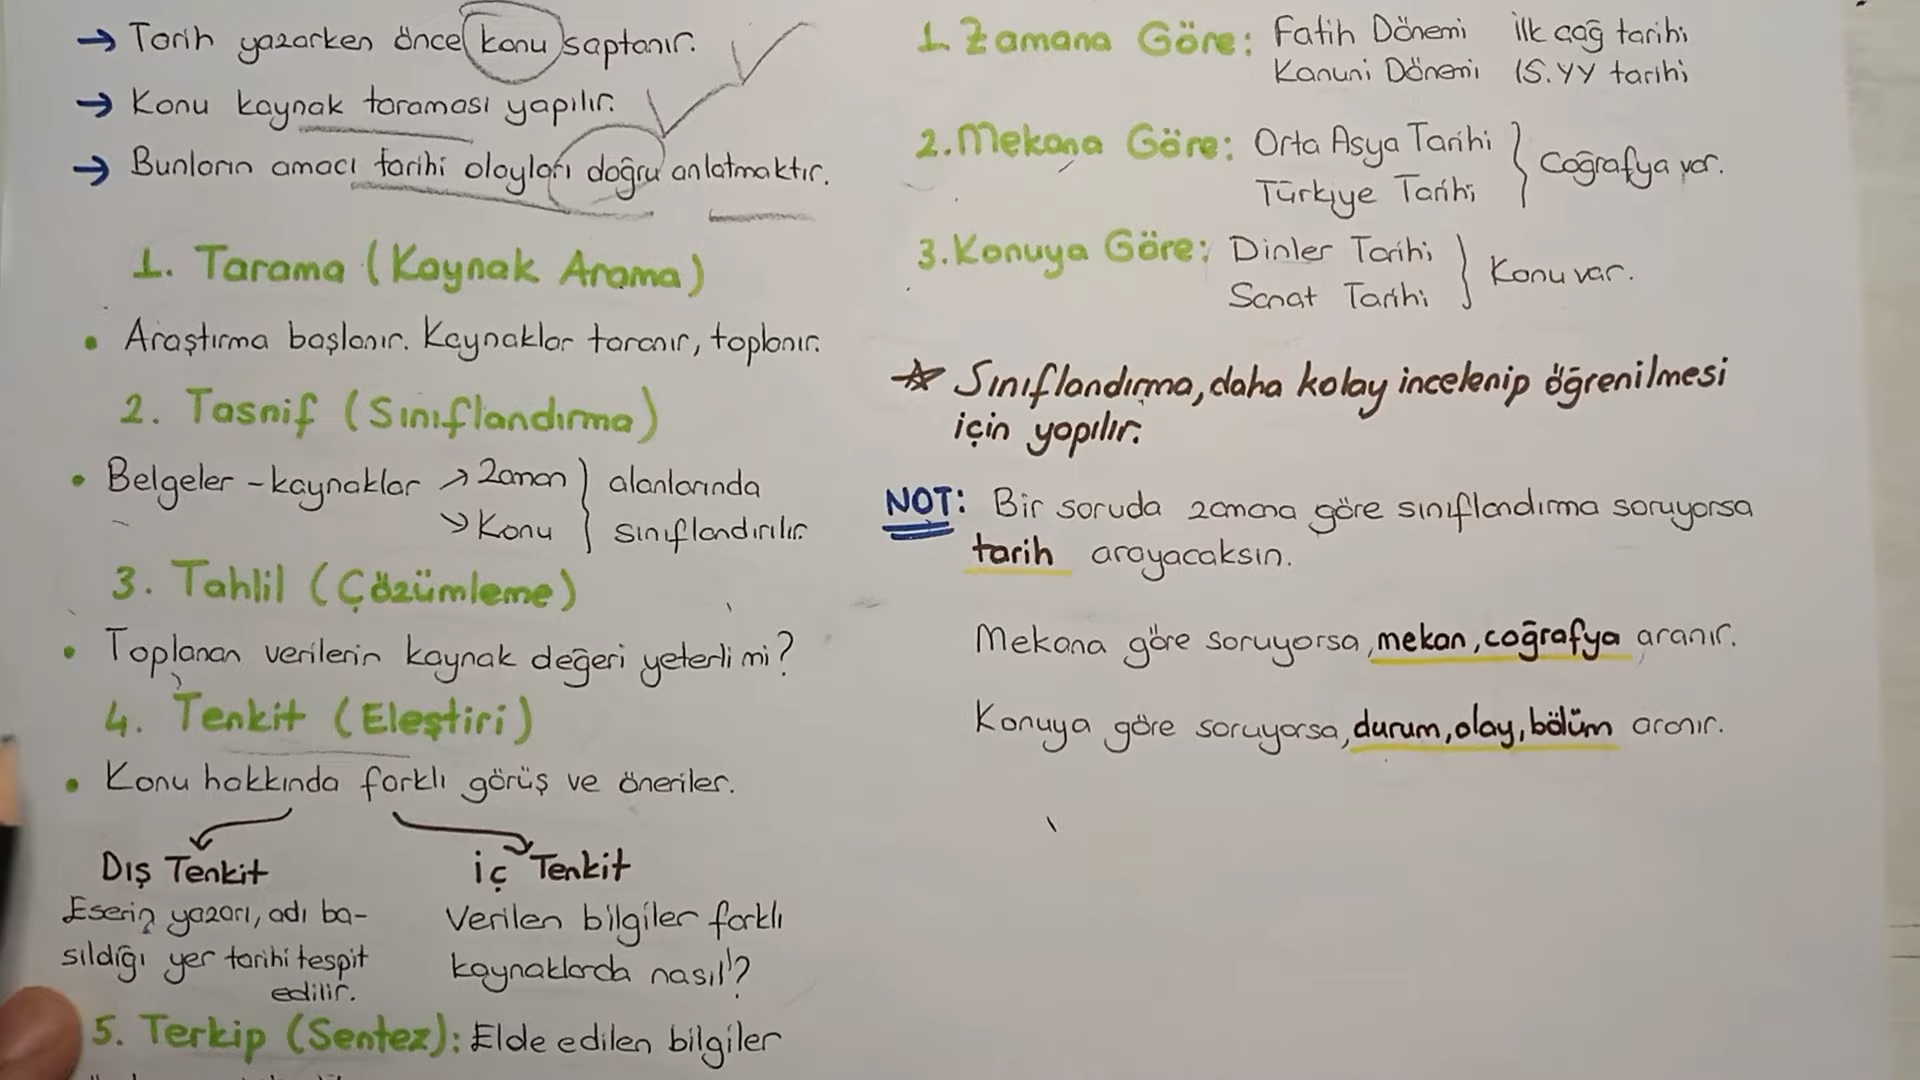 → Tarih yazarken önce konu saptanır.
→ Konu kaynak taraması yapılır.
→ Bunların amacı tarihi olayları doğru anlatmaktır.
1. Tarama (Kaynak Arama)
• Araştırma başlanır. Kaynaklar taranır, toplanır.
2. Tasnif (Sınıflandırma)
• Belgeler - kaynaklar → Zaman } alanlarında
→ Konu } sınıflandırılır.
3. Tahlil (Çözümleme)
• Toplanan verilerin kaynak değeri yeterli mi?
4. Tenkit (Eleştiri)
• Konu hakkında farklı görüş ve öneriler.
Dış Tenkit
Eserin yazarı, adı ba-
sıldığı yer tarihi tespit
edilir.
İç Tenkit
Verilen bilgiler farklı
kaynaklarda nasıl?
5. Terkip (Sentez): Elde edilen bilgiler
1. Zamana Göre: Fatih Dönemi İlk çağ tarihi
Kanuni Dönemi 15. YY tarihi
2. Mekana Göre: Orta Asya Tarihi } Coğrafya var.
Türkiye Tarihi
3. Konuya Göre: Dinler Tarihi } Konu var.
Sanat Tarihi
☆ Sınıflandırma, daha kolay incelenip öğrenilmesi
için yapılır.
NOT: Bir soruda zamana göre sınıflandırma soruyorsa
tarih arayacaksın.
Mekana göre soruyorsa, mekan, coğrafya aranır.
Konuya göre soruyorsa, durum, olay, bölüm aranır.